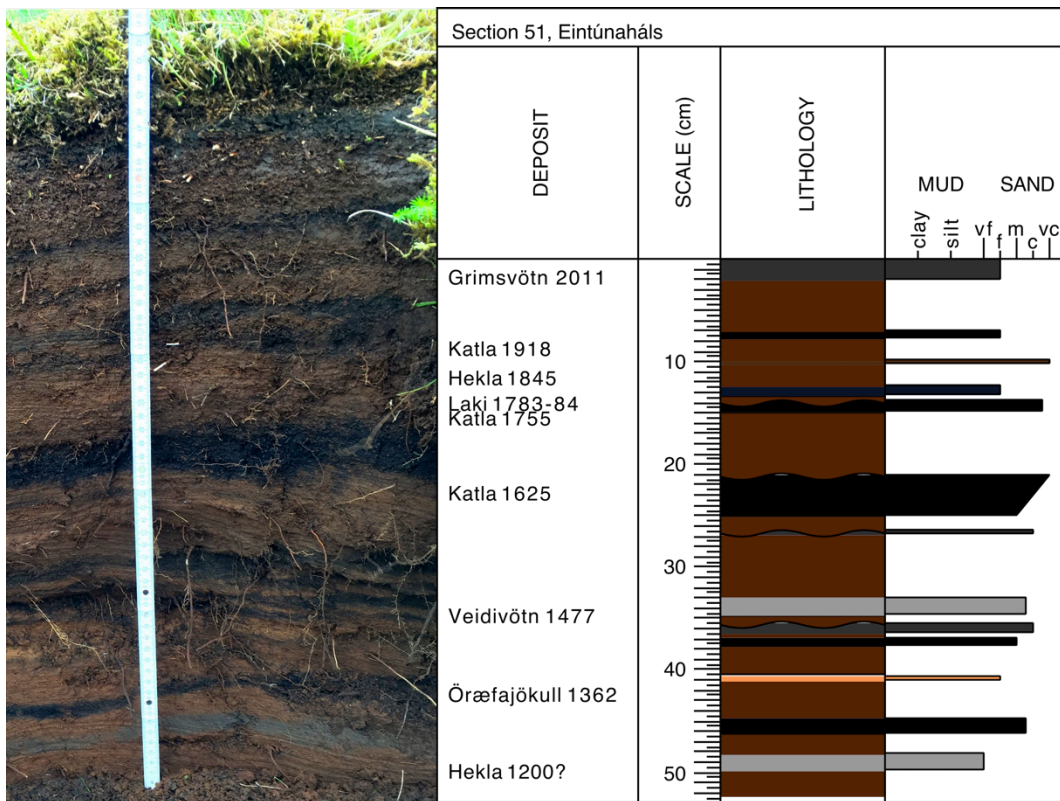 Section 51, Eintúnaháls
DEPOSIT
SCALE (cm)
LITHOLOGY
MUD SAND
clay
silt
vf
f
m
c
vc
Grimsvötn 2011
Katla 1918
10
Hekla 1845
Laki 1783-84
Katla 1755
20
Katla 1625
30
Veidivötn 1477
40
Öræfajökull 1362
Hekla 1200?
50